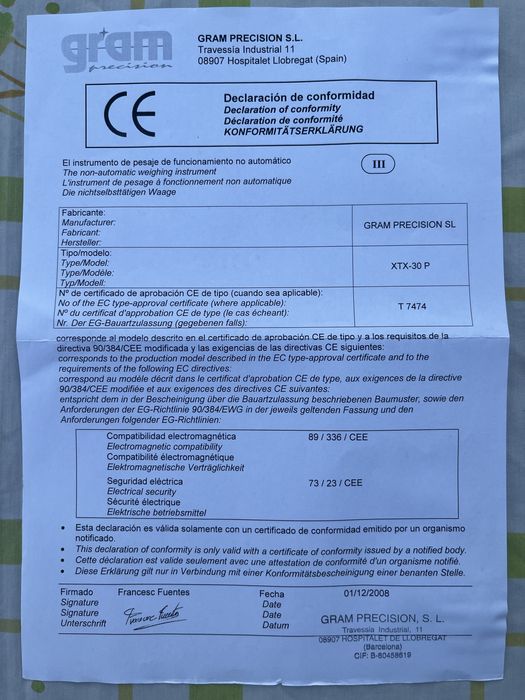 gram
precision
GRAM PRECISION S.L.
Travessia Industrial 11
08907 Hospitalet Llobregat (Spain)
CE
Declaración de conformidad
Declaration of conformity
Déclaration de conformité
KONFORMITÄTSERKLÄRUNG
El instrumento de pesaje de funcionamiento no automático
The non-automatic weighing instrument
L'instrument de pesage à fonctionnement non automatique
Die nichtselbsttätigen Waage
III
Fabricante:
Manufacturer:
Fabricant:
Hersteller:
GRAM PRECISION SL
Tipo/modelo:
Type/Model:
Type/Modèle:
Typ/Modell:
XTX-30 P
Nº de certificado de aprobación CE de tipo (cuando sea aplicable):
No of the EC type-approval certificate (where applicable):
Nº du certificat d'approbation CE de type (le cas écheant):
Nr. Der EG-Bauartzulassung (gegebenen falls):
T 7474
corresponde al modelo descrito en el certificado de aprobación CE de tipo y a los requisitos de la
directiva 90/384/CEE modificada y las exigencias de las directivas CE siguientes:
corresponds to the production model described in the EC type-approval certificate and to the
requirements of the following EC directives:
correspond au modèle décrit dans le certificat d'aprobation CE de type, aux exigences de la directive
90/384/CEE modifiée et aux exigences des directives CE suivantes:
entspricht dem in der Bescheinigung über die Bauartzulassung beschriebenen Baumuster, sowie den
Anforderungen der EG-Richtlinie 90/384/EWG in der jeweils geltenden Fassung und den
Anforderungen folgender EG-Richtlinien:
Compatibilidad electromagnética
Electromagnetic compatibility
Compatibilité électromagnétique
Elektromagnetische Verträglichkeit
89 / 336 / CEE
Seguridad eléctrica
Electrical security
Sécurité électrique
Elektrische betriebsmittel
73 / 23 / CEE
• Esta declaración es válida solamente con un certificado de conformidad emitido por un organismo
notificado.
• This declaration of conformity is only valid with a certificate of conformity issued by a notified body.
• Cette déclaration est valide seulement avec une attestation de conformité d'un organisme notifié.
• Diese Erklärung gilt nur in Verbindung mit einer Konformitätsbescheinigung einer benanten Stelle.
Firmado
Signature
Signature
Unterschrift
Francesc Fuentes
Francesc Fuentes
Fecha
Date
Date
Datum
01/12/2008
GRAM PRECISION, S. L.
Travessia Industrial, 11
08907 HOSPITALET DE LLOBREGAT
(Barcelona)
CIF: B-60458619